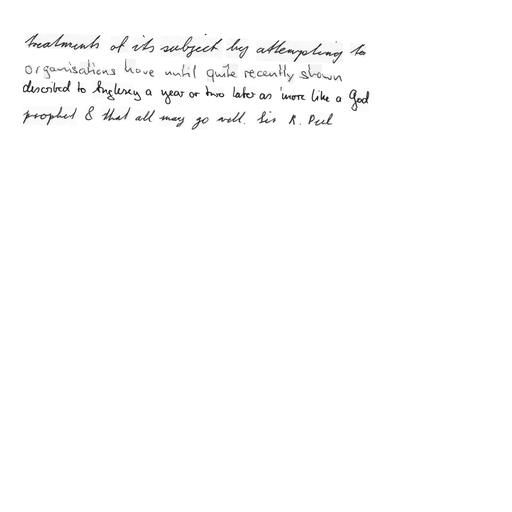 treatments of its subject by attempting to
organisations have until quite recently shown
described to Anglesey a year or two later as 'more like a God
prophet & that all may go well. Sir R. Peel